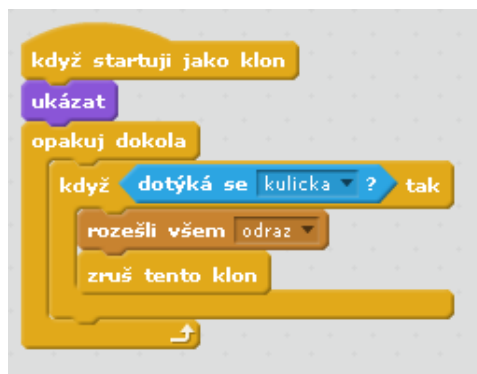 když startuji jako klon
ukázat
opakuj dokola
když dotýká se kulicka ? tak
rozešli všem odraz
zruš tento klon